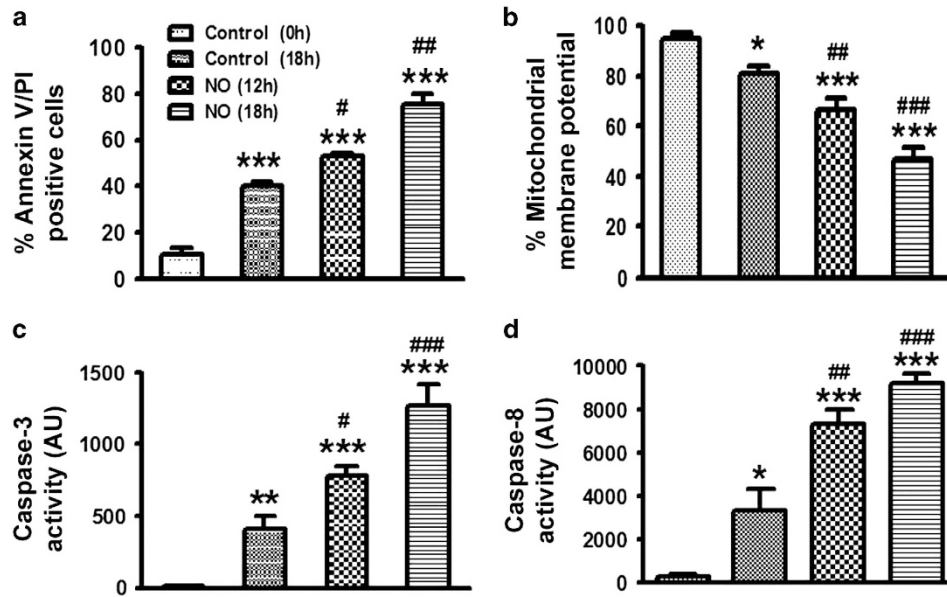 a
% Annexin V/PI
positive cells
100
80
60
40
20
0
Control (0h)
Control (18h)
NO (12h)
NO (18h)
***
#
***
##
***
b
% Mitochondrial
membrane potential
100
80
60
40
20
0
*
##
***
###
***
c
Caspase-3
activity (AU)
1500
1000
500
0
**
#
***
###
***
d
Caspase-8
activity (AU)
10000
8000
6000
4000
2000
0
*
##
***
###
***